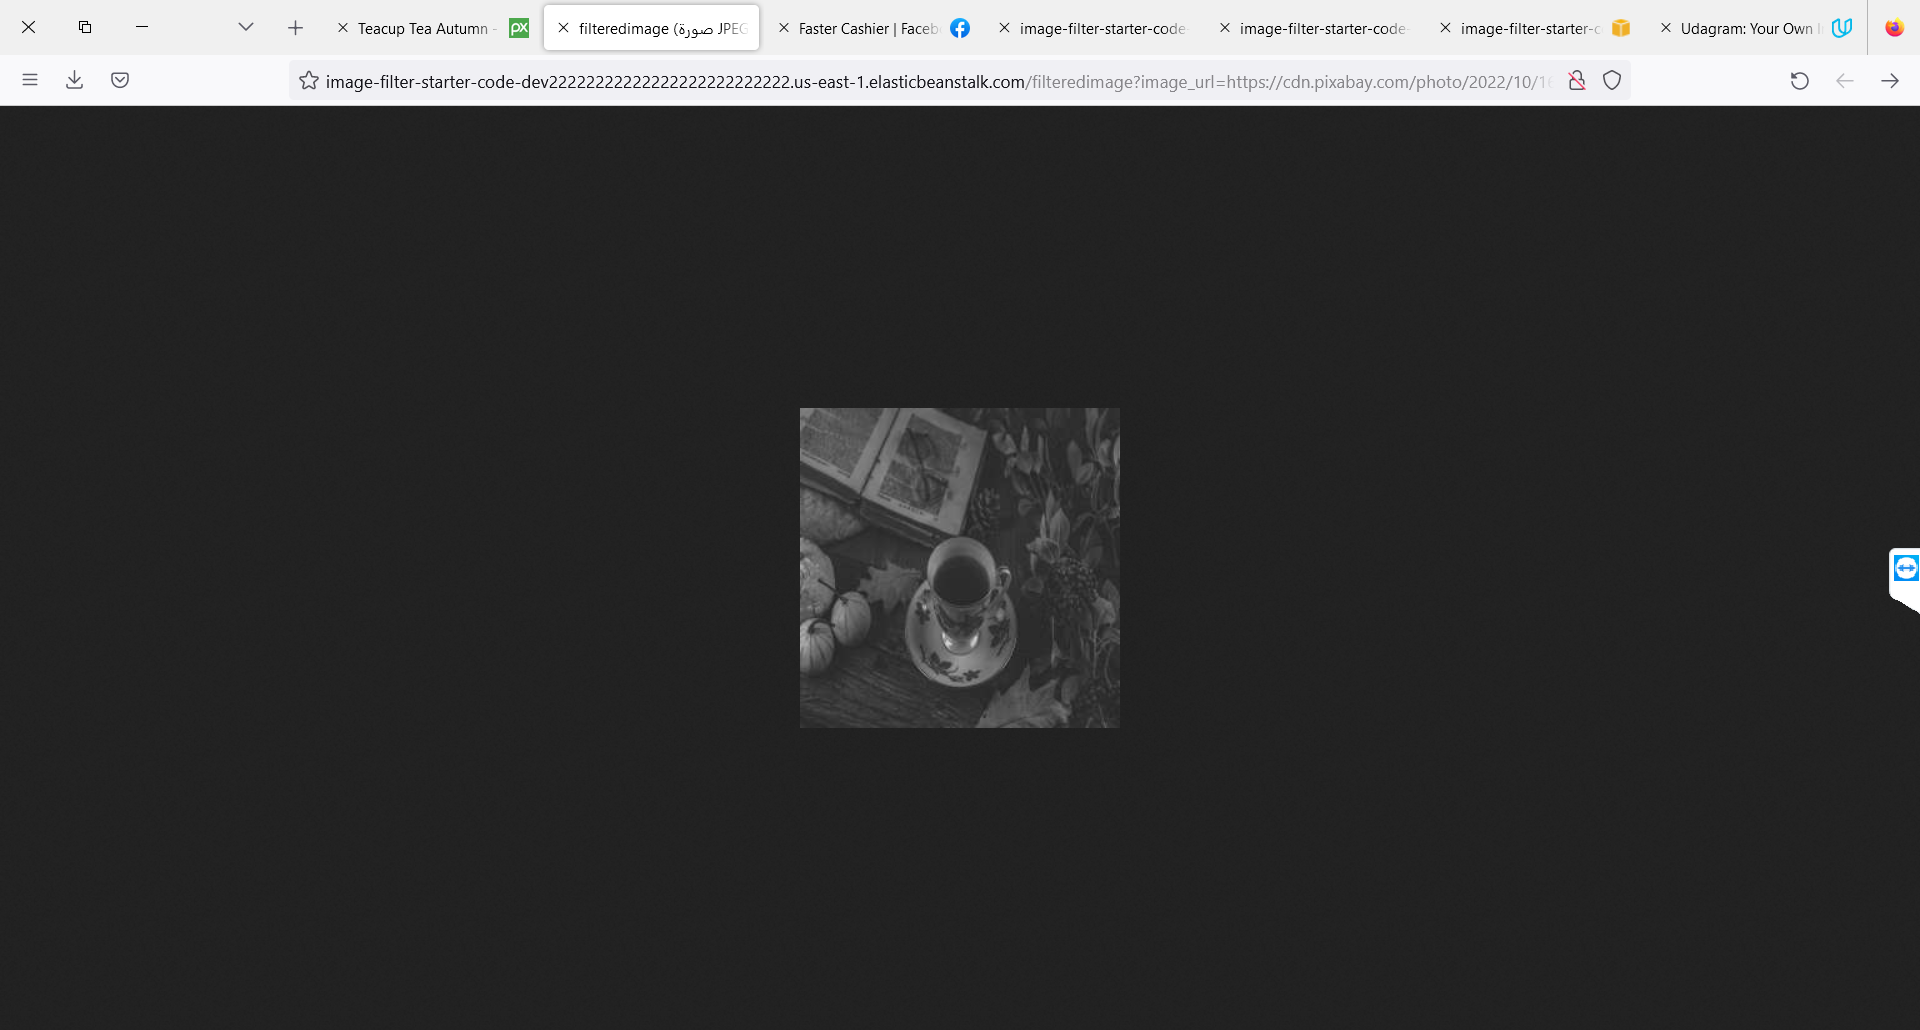 Teacup Tea Autumn -
filteredimage (صورة JPEG
Faster Cashier | Faceb
image-filter-starter-code
image-filter-starter-code-
image-filter-starter-c
Udagram: Your Own I
image-filter-starter-code-dev222222222222222222222222222.us-east-1.elasticbeanstalk.com/filteredimage?image_url=https://cdn.pixabay.com/photo/2022/10/1